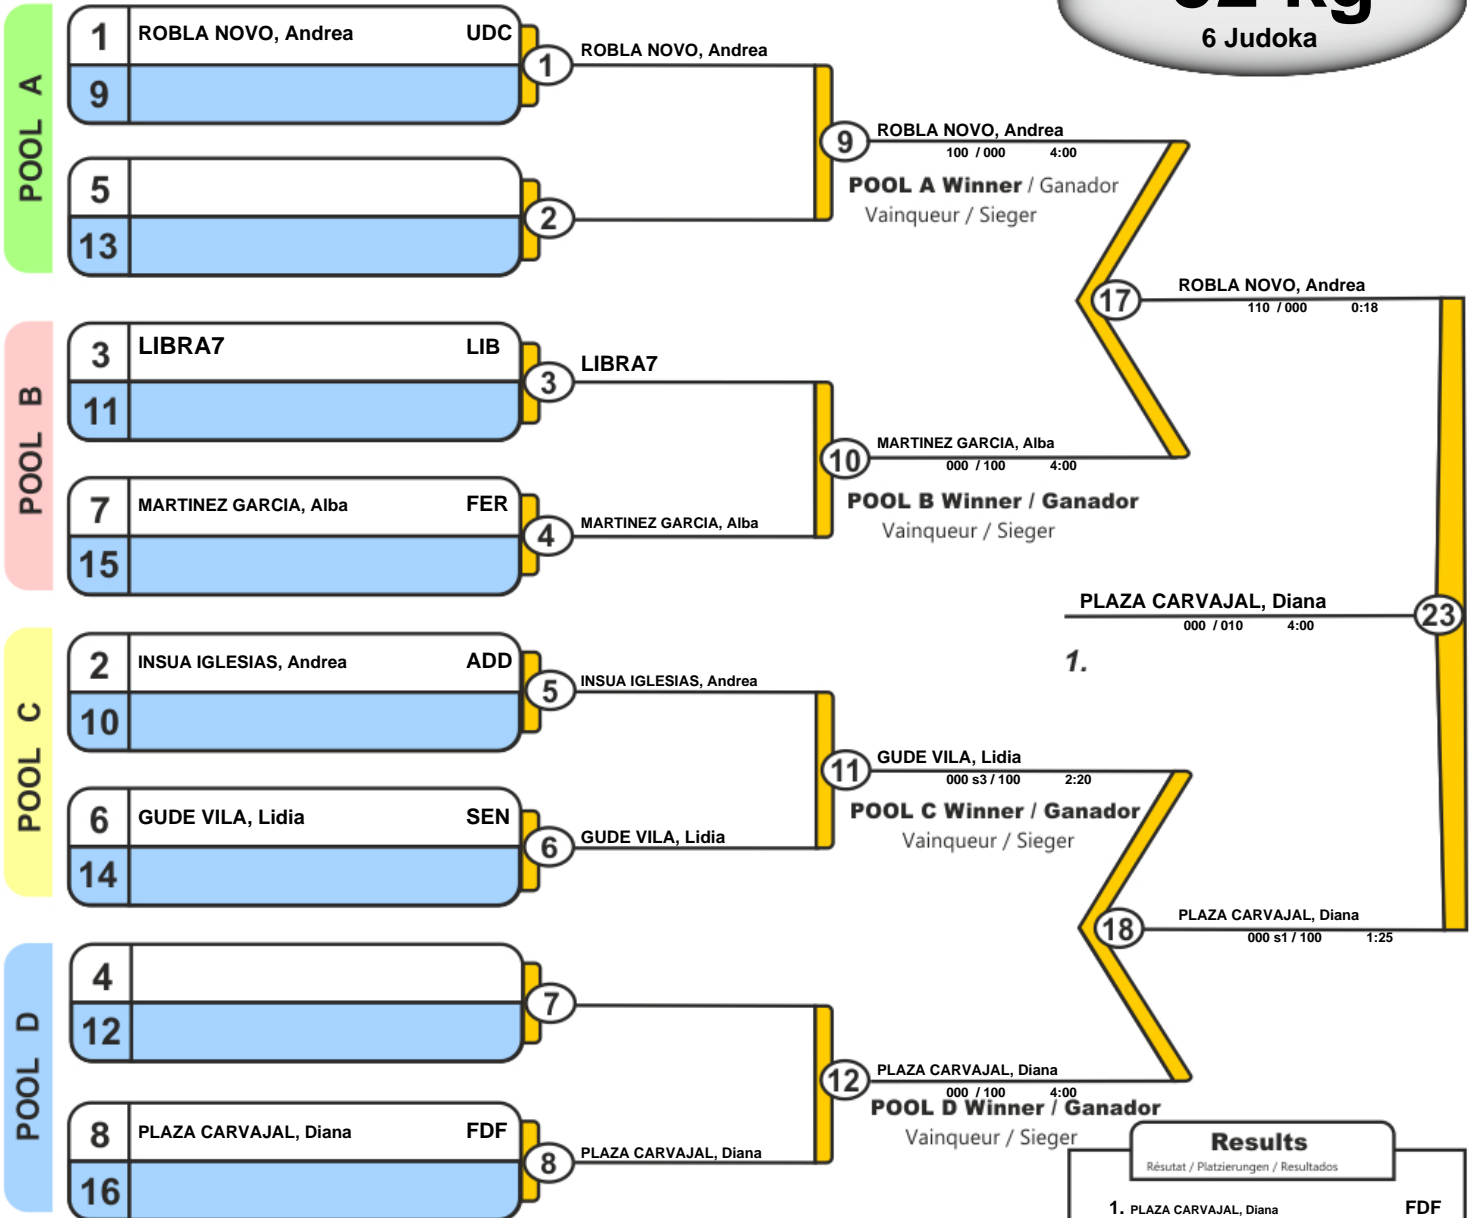 6 Judoka
POOL A
1 ROBLA NOVO, Andrea UDC
9
1 ROBLA NOVO, Andrea
5
13
2
9 ROBLA NOVO, Andrea
100 / 000 4:00
POOL A Winner / Ganador
Vainqueur / Sieger
POOL B
3 LIBRA7 LIB
11
3 LIBRA7
7 MARTINEZ GARCIA, Alba FER
15
4 MARTINEZ GARCIA, Alba
10 MARTINEZ GARCIA, Alba
000 / 100 4:00
POOL B Winner / Ganador
Vainqueur / Sieger
17 ROBLA NOVO, Andrea
110 / 000 0:18
PLAZA CARVAJAL, Diana 23
000 / 010 4:00
1.
POOL C
2 INSUA IGLESIAS, Andrea ADD
10
5 INSUA IGLESIAS, Andrea
6 GUDE VILA, Lidia SEN
14
6 GUDE VILA, Lidia
11 GUDE VILA, Lidia
000 s3 / 100 2:20
POOL C Winner / Ganador
Vainqueur / Sieger
POOL D
4
12
7
8 PLAZA CARVAJAL, Diana FDF
16
8 PLAZA CARVAJAL, Diana
12 PLAZA CARVAJAL, Diana
000 / 100 4:00
POOL D Winner / Ganador
Vainqueur / Sieger
18 PLAZA CARVAJAL, Diana
000 s1 / 100 1:25
Results
Résutat / Platzierungen / Resultados
1. PLAZA CARVAJAL, Diana FDF